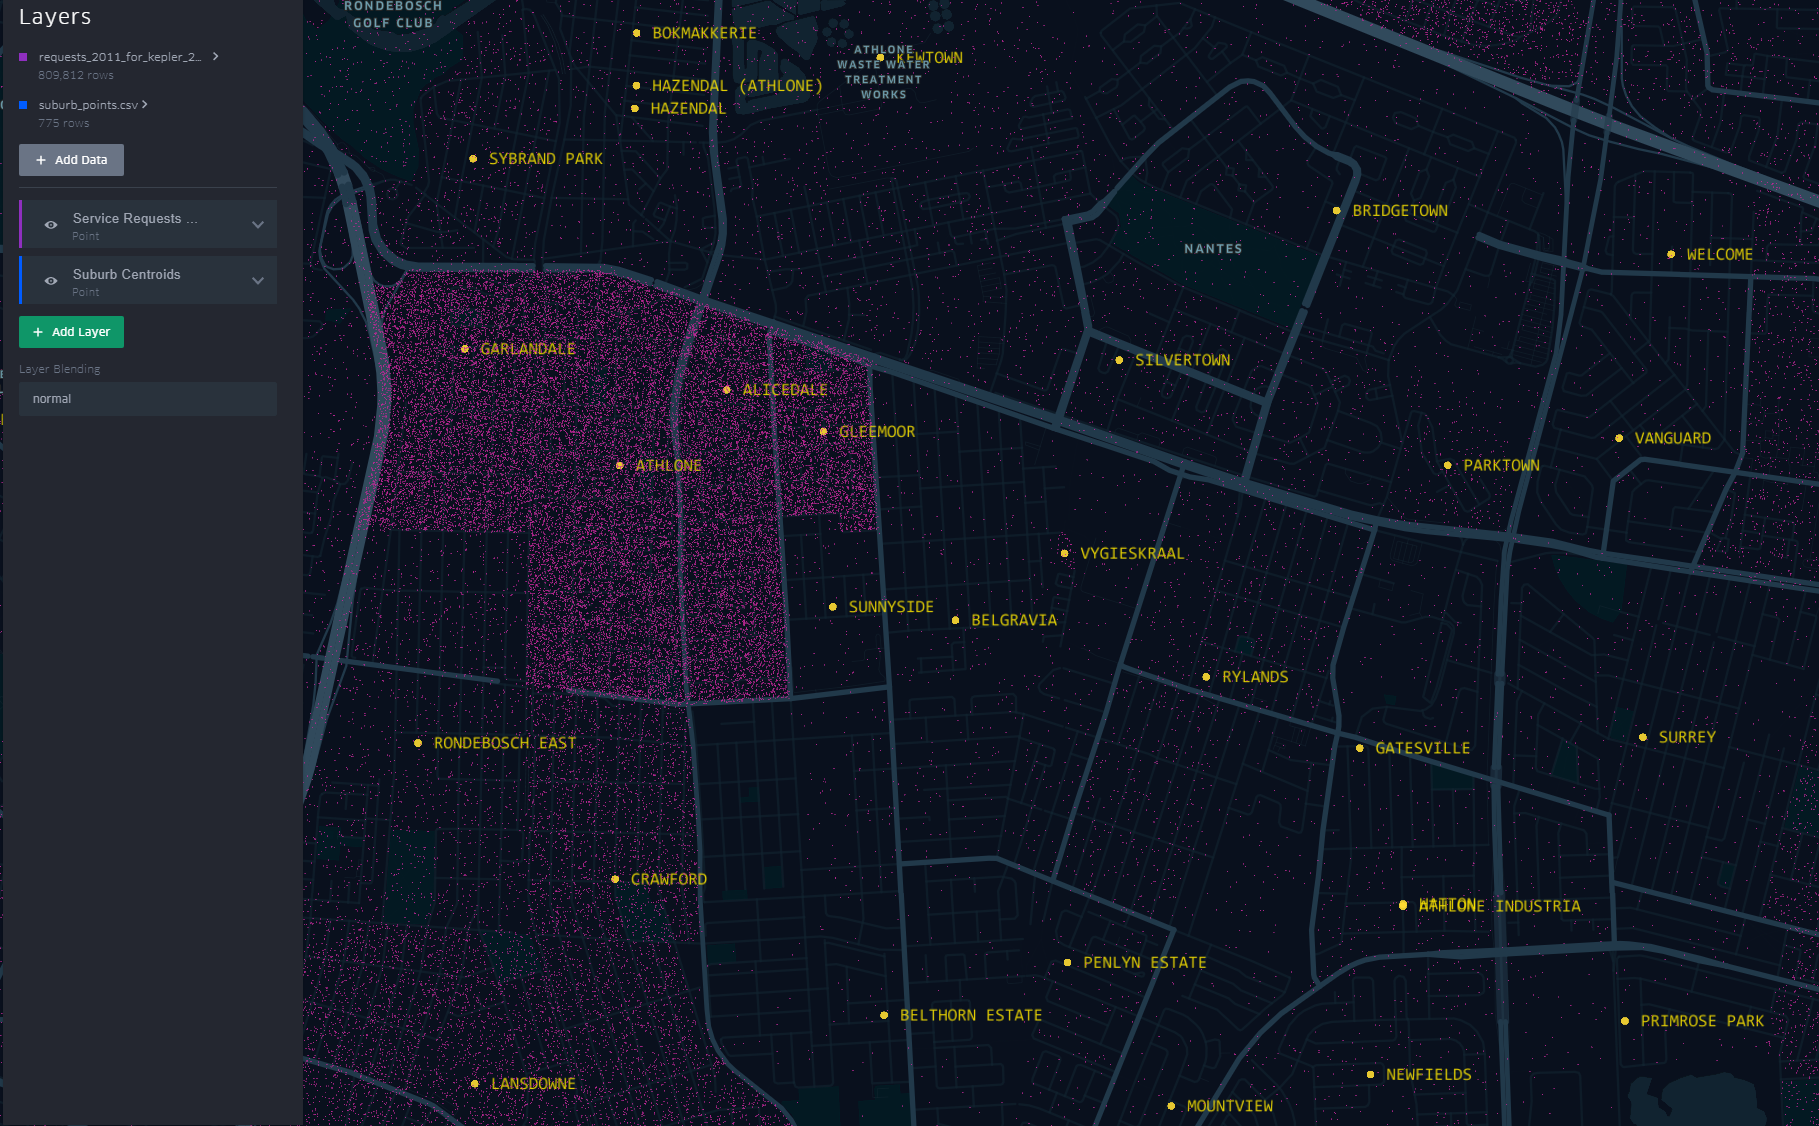 Layers
requests_2011_for_kepler_2...
809,812 rows
suburb_points.csv
775 rows
+ Add Data
Service Requests ...
Point
Suburb Centroids
Point
+ Add Layer
Layer Blending
normal
RONDEBOSCH
GOLF CLUB
BOKMAKKERIE
ATHLONE
WASTE WATER
TREATMENT
WORKS
KEWTOWN
HAZENDAL (ATHLONE)
HAZENDAL
SYBRAND PARK
BRIDGETOWN
NANTES
WELCOME
GARLANDALE
SILVERTOWN
ALICEDALE
GLEEMOOR
VANGUARD
ATHLONE
PARKTOWN
VYGIESKRAAL
SUNNYSIDE
BELGRAVIA
RYLANDS
RONDEBOSCH EAST
SURREY
GATESVILLE
CRAWFORD
ATHLONE INDUSTRIA
PENLYN ESTATE
BELTHORN ESTATE
PRIMROSE PARK
LANSDOWNE
NEWFIELDS
MOUNTVIEW